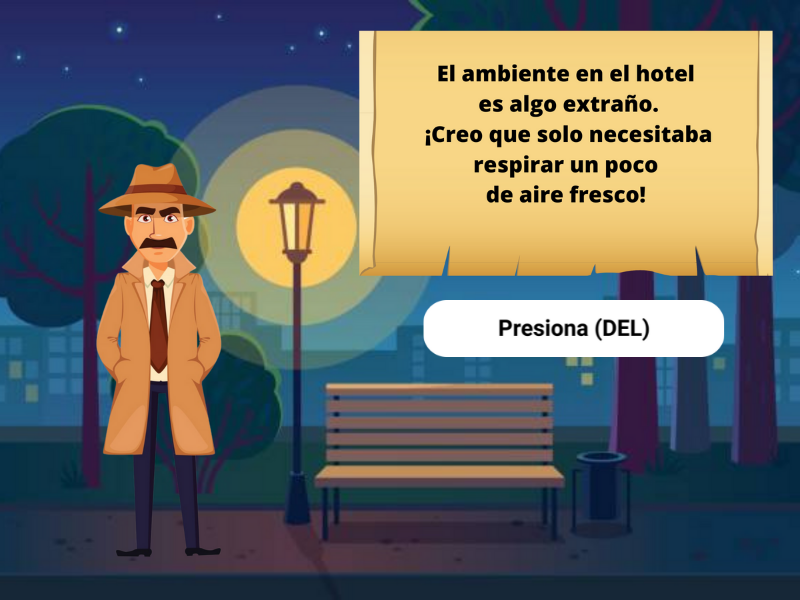 El ambiente en el hotel
es algo extraño.
¡Creo que solo necesitaba
respirar un poco
de aire fresco!
Presiona (DEL)